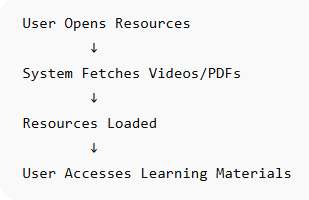 User Opens Resources
↓
System Fetches Videos/PDFs
↓
Resources Loaded
↓
User Accesses Learning Materials